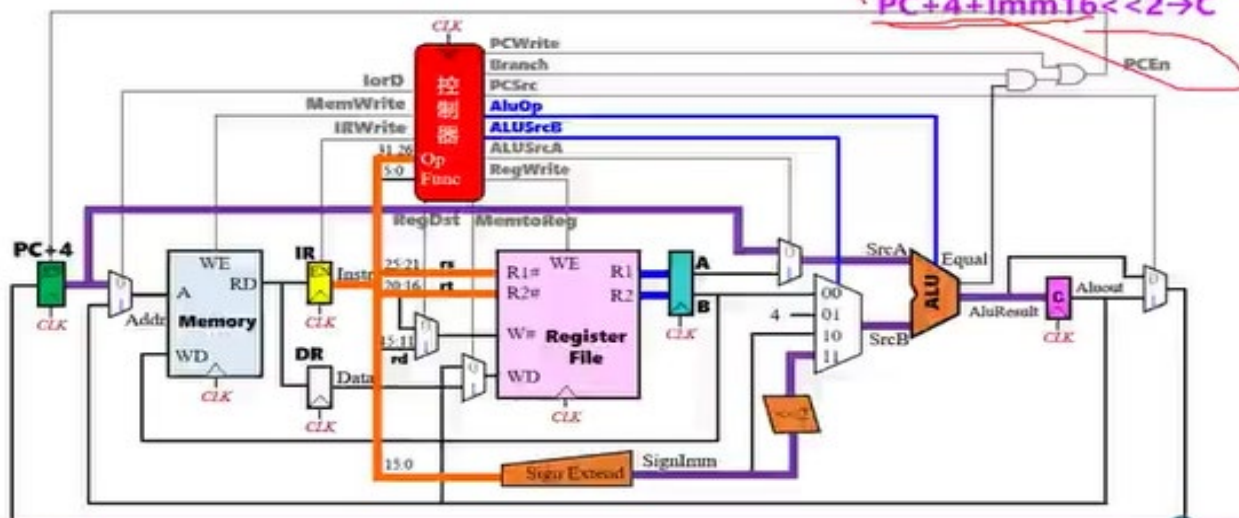 PC+4+Imm16<<2→C
CLK
PCWrite
Branch
PCEn
IorD
PCSrc
MemWrite
AluOp
IRWrite
ALUSrcB
控制器
31:26
ALUSrcA
Op
5:0
Func
RegWrite
RegDst
MemtoReg
PC+4
IR
EN
Instr
25:21
rs
20:16
rt
WE
RD
A
Addr
Memory
WD
CLK
CLK
CLK
DR
Data
CLK
15:11
rd
R1#
WE
R1
R2#
R2
W#
Register
File
WD
CLK
A
B
CLK
0
0
0
0
0
SrcA
Equal
ALU
00
4
01
10
11
SrcB
AluResult
C
Aluout
CLK
<<2
15:0
Sign Extend
SignImm